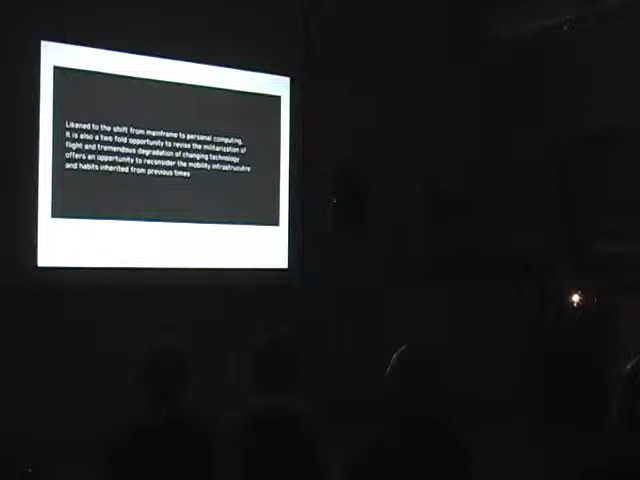 Likened to the shift from mainframe to personal computing,
it is also a two fold opportunity to revise the militarization of
flight and tremendous degradation of changing technology
offers an opportunity to reconsider the mobility infrastrucutre
and habits inherited from previous times